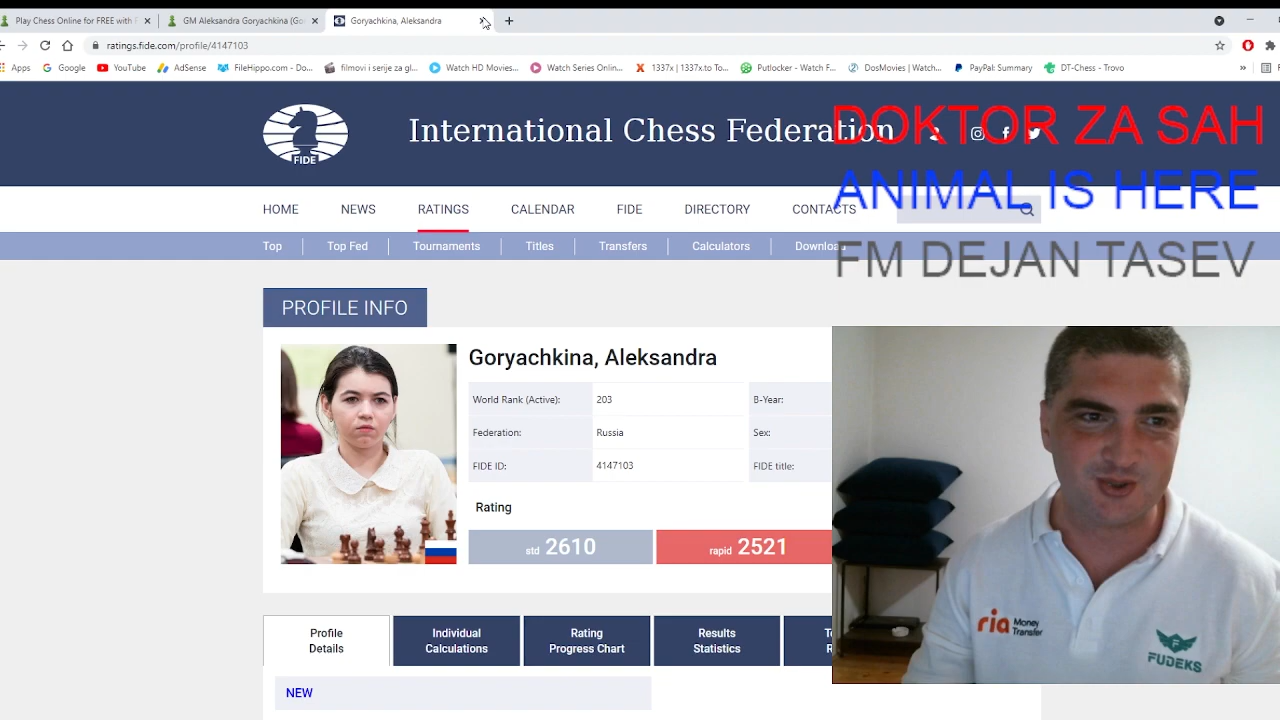 Play Chess Online for FREE with
GM Aleksandra Goryachkina (Go
Goryachkina, Aleksandra
ratings.fide.com/profile/4147103
Apps
Google
YouTube
AdSense
FileHippo.com - Do...
filmovi i serije za gl...
Watch HD Movies...
Watch Series Onlin...
1337x | 1337x.to To...
Putlocker - Watch F...
DosMovies | Watch...
PayPal: Summary
DT-Chess - Trovo
»
FIDE
International Chess Federation
DOKTOR ZA SAH
ANIMAL IS HERE
FM DEJAN TASEV
HOME NEWS RATINGS CALENDAR FIDE DIRECTORY CONTACTS
Top Top Fed Tournaments Titles Transfers Calculators Download
PROFILE INFO
Goryachkina, Aleksandra
World Rank (Active): 203 B-Year:
Federation: Russia Sex:
FIDE ID: 4147103 FIDE title:
Rating
std 2610 rapid 2521
Profile
Details
Individual
Calculations
Rating
Progress Chart
Results
Statistics
NEW
ria Money
Transfer
FUDEKS